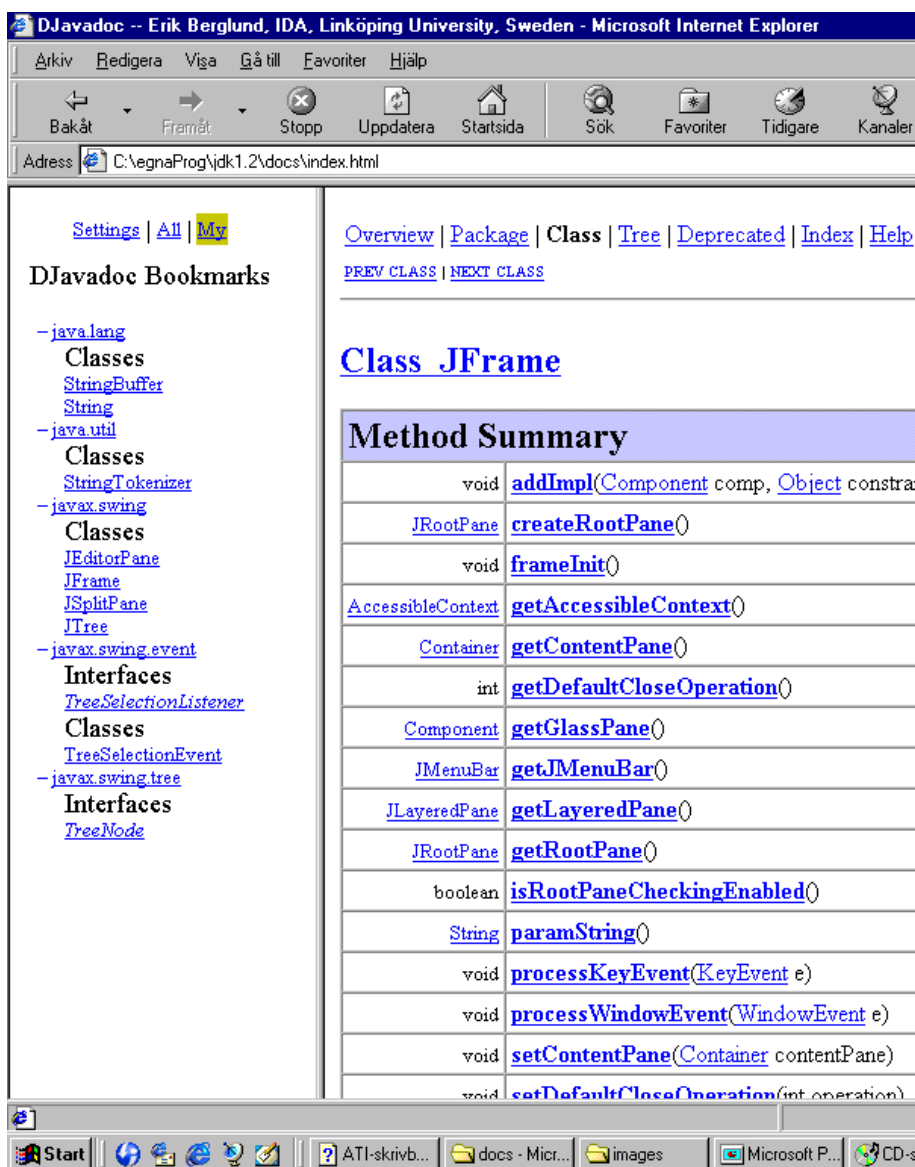 DJavadoc -- Erik Berglund, IDA, Linköping University, Sweden - Microsoft Internet Explorer
Arkiv Redigera Visa Gå till Favoriter Hjälp
Bakåt Framåt Stopp Uppdatera Startsida Sök Favoriter Tidigare Kanaler
Adress C:\egnaProg\jdk1.2\docs\index.html
Settings | All | My
DJavadoc Bookmarks
– java.lang
Classes
StringBuffer
String
– java.util
Classes
StringTokenizer
– javax.swing
Classes
JEditorPane
JFrame
JSplitPane
JTree
– javax.swing.event
Interfaces
TreeSelectionListener
Classes
TreeSelectionEvent
– javax.swing.tree
Interfaces
TreeNode
Overview | Package | Class | Tree | Deprecated | Index | Help
PREV CLASS | NEXT CLASS
Class JFrame
Method Summary
void addImpl(Component comp, Object constra
JRootPane createRootPane()
void frameInit()
AccessibleContext getAccessibleContext()
Container getContentPane()
int getDefaultCloseOperation()
Component getGlassPane()
JMenuBar getJMenuBar()
JLayeredPane getLayeredPane()
JRootPane getRootPane()
boolean isRootPaneCheckingEnabled()
String paramString()
void processKeyEvent(KeyEvent e)
void processWindowEvent(WindowEvent e)
void setContentPane(Container contentPane)
void setDefaultCloseOperation(int operation)
Start ATI-skrivb... docs - Micr... images Microsoft P... CD-s